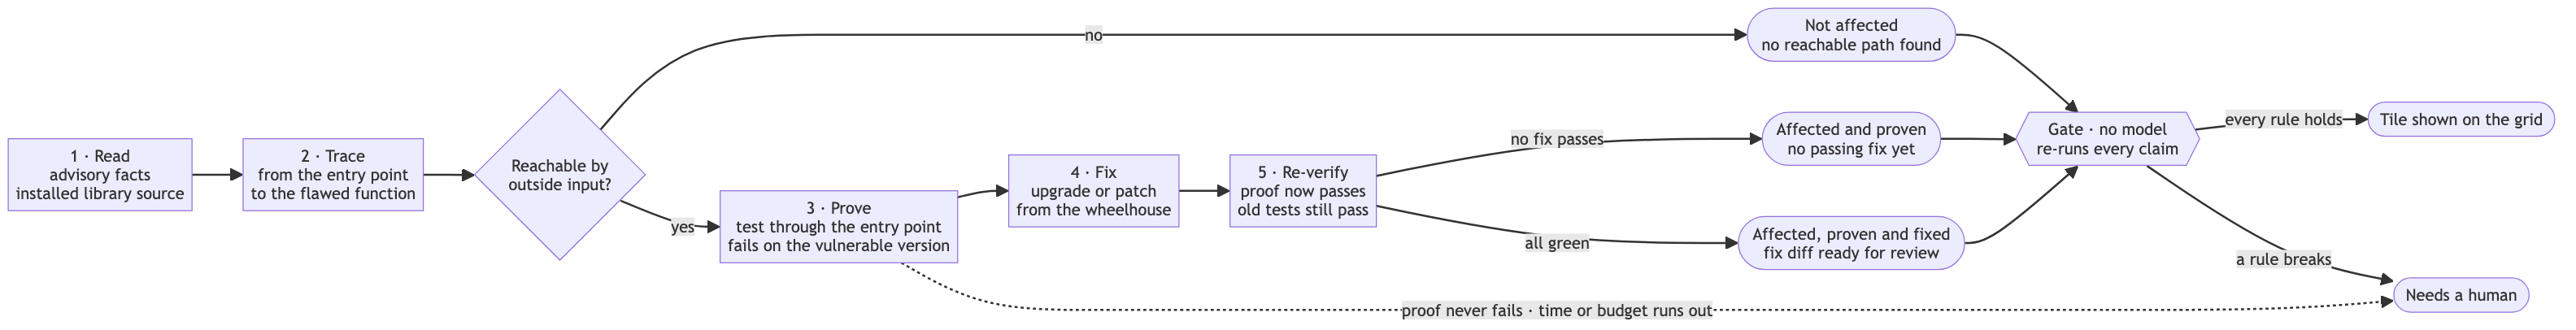 1 · Read
advisory facts
installed library source
2 · Trace
from the entry point
to the flawed function
Reachable by
outside input?
no
yes
3 · Prove
test through the entry point
fails on the vulnerable version
4 · Fix
upgrade or patch
from the wheelhouse
5 · Re-verify
proof now passes
old tests still pass
no fix passes
all green
proof never fails · time or budget runs out
Not affected
no reachable path found
Affected and proven
no passing fix yet
Affected, proven and fixed
fix diff ready for review
Gate · no model
re-runs every claim
every rule holds
a rule breaks
Tile shown on the grid
Needs a human